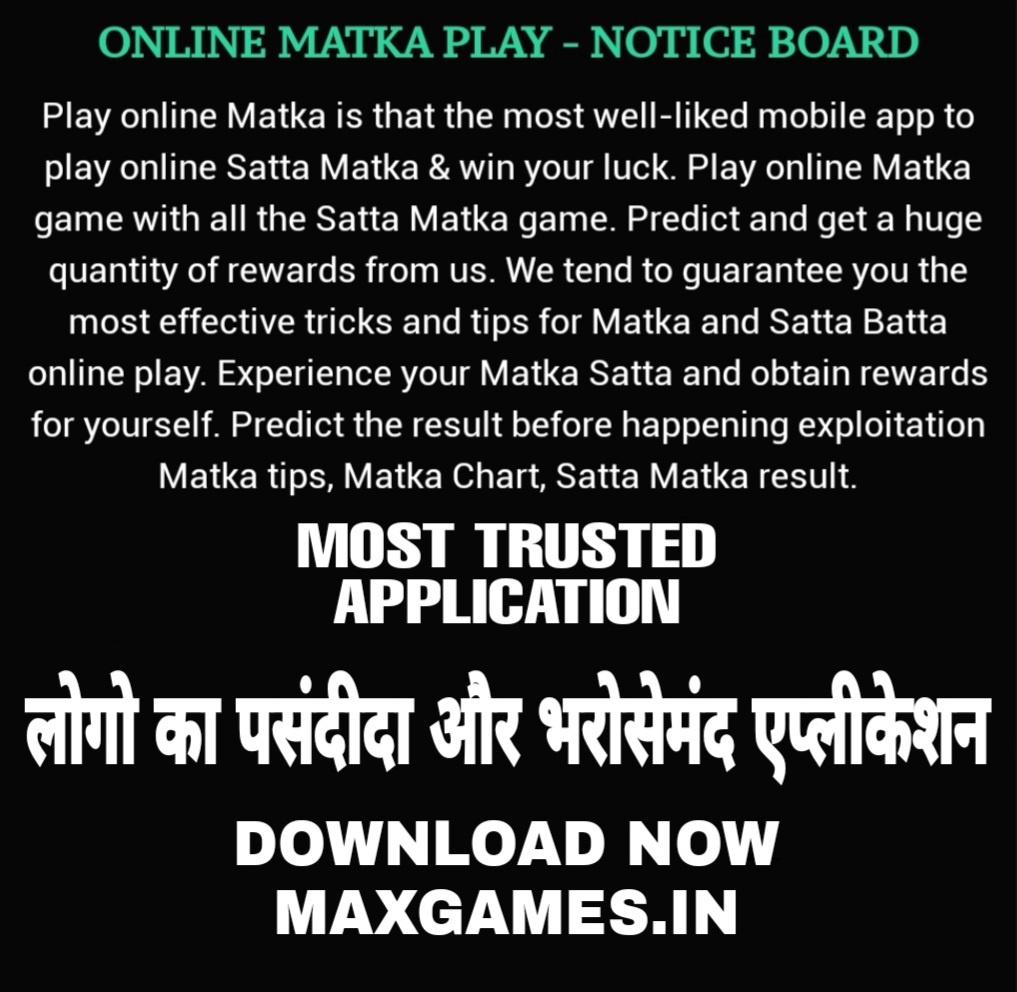 ONLINE MATKA PLAY - NOTICE BOARD
Play online Matka is that the most well-liked mobile app to
play online Satta Matka & win your luck. Play online Matka
game with all the Satta Matka game. Predict and get a huge
quantity of rewards from us. We tend to guarantee you the
most effective tricks and tips for Matka and Satta Batta
online play. Experience your Matka Satta and obtain rewards
for yourself. Predict the result before happening exploitation
Matka tips, Matka Chart, Satta Matka result.
MOST TRUSTED
APPLICATION
लोगो का पसंदीदा और भरोसेमंद एप्लीकेशन
DOWNLOAD NOW
MAXGAMES.IN